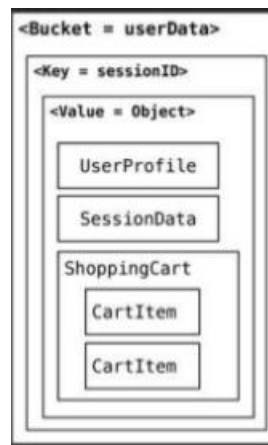 <Bucket = userData>
<Key = sessionID>
<Value = Object>
UserProfile
SessionData
ShoppingCart
CartItem
CartItem